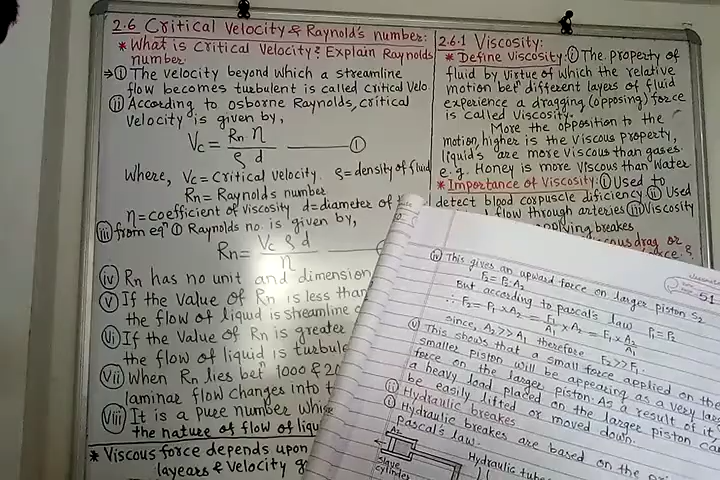 2.6 Critical Velocity & Raynold's number:
* What is Critical Velocity? Explain Raynolds
number.
→ (i) The velocity beyond which a streamline
flow becomes turbulent is called Critical Velo.
(ii) According to osborne Raynolds, critical
Velocity is given by,
Vc = Rn η / ρ d ——— (1)
Where, Vc = Critical velocity. ρ = density of fluid
Rn = Raynolds number
η = coefficient of viscosity d = diameter of
(iii) from eqn (1) Raynolds no. is given by,
Rn = Vc ρ d / η
(iv) Rn has no unit and dimension
(v) If the Value of Rn is less than
the flow of liquid is streamline
(vi) If the Value of Rn is greater
the flow of liquid is turbule
(vii) When Rn lies betn 1000 & 20
laminar flow changes into t
(viii) It is a pure number which
the nature of flow of liqu
* Viscous force depends upon
layears & Velocity gr
2.6.1 Viscosity:
* Define Viscosity: (i) The property of
fluid by virtue of which the relative
motion betn different layers of fluid
experience a dragging (opposing) force
is called Viscosity.
More the opposition to the
motion, higher is the Viscous property,
liquid's are more Viscous than gases.
e.g. Honey is more Viscous than Water
* Importance of Viscosity: (i) Used to
detect blood corpuscle dificiency (ii) Used
flow through arteries (iii) Viscosity
applying breakes
cous drag or
51
(iv) This gives an upward force on larger piston S2
F2 = P2 A2
But according to pascal's law P1 = P2
∴ F2 = P1 × A2 = F1/A1 × A2 = F1 × A2/A1
since, A2 >> A1 therefore F2 >> F1.
(v) This shows that a small force applied on the
smaller piston will be appearing as a very large
force on the larger piston. As a result of it's
a heavy load placed on the larger piston can
be easily lifted or moved down.
(ii) Hydraulic breakes
(i) Hydraulic breakes are based on the
pascal's law.
A2
Hydraulic tube
slave
cylinder